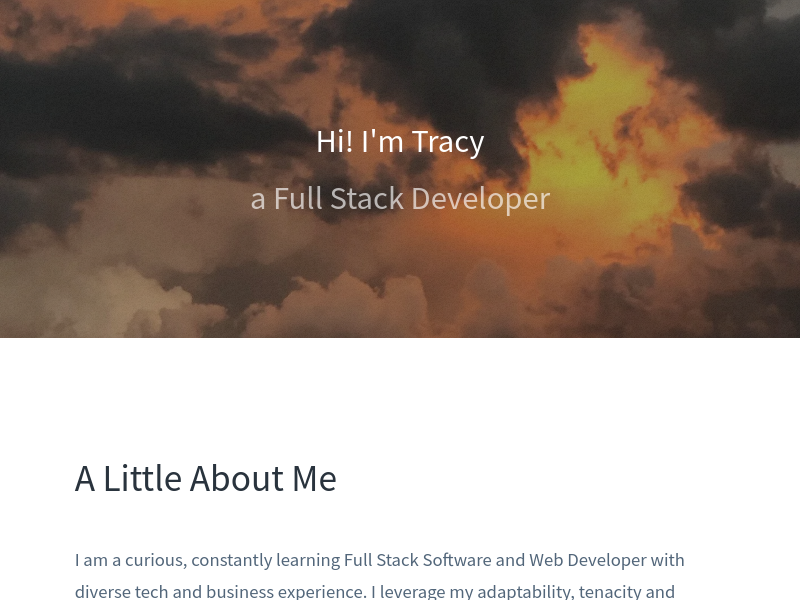 Hi! I'm Tracy
a Full Stack Developer
A Little About Me
I am a curious, constantly learning Full Stack Software and Web Developer with
diverse tech and business experience. I leverage my adaptability, tenacity and